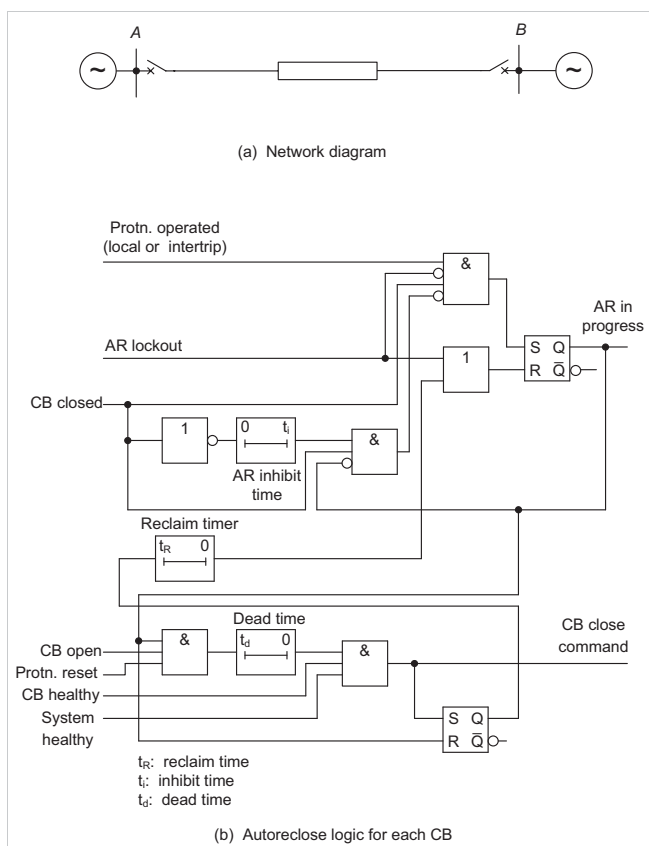 A
B
~
~
(a) Network diagram
Protn. operated
(local or intertrip)
&
AR in
progress
S Q
R Q̅
AR lockout
1
CB closed
1
0 tᵢ
&
AR inhibit
time
Reclaim timer
t_R 0
Dead time
CB close
command
CB open
&
t_d 0
&
Protn. reset
CB healthy
System
healthy
S Q
R Q̅
t_R: reclaim time
tᵢ: inhibit time
t_d: dead time
(b) Autoreclose logic for each CB